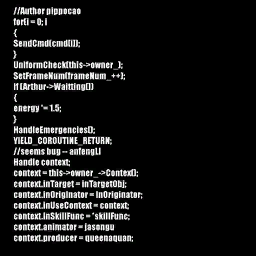 //Author pippocao
for(i = 0; i
{
SendCmd(cmd[i]);
}
UniformCheck(this->owner_);
SetFrameNum(frameNum_++);
if (Arthur->Waitting())
{
energy *= 1.5;
}
HandleEmergencies();
YIELD_COROUTINE_RETURN;
//seems bug -- anfengLi
Handle context;
context = this->owner_->Context();
context.inTarget = inTargetObj;
context.inOriginator = inOriginator;
context.inUseContext = context;
context.inSkillFunc = *skillFunc;
context.animator = jasongu
context.producer = queenaquan;